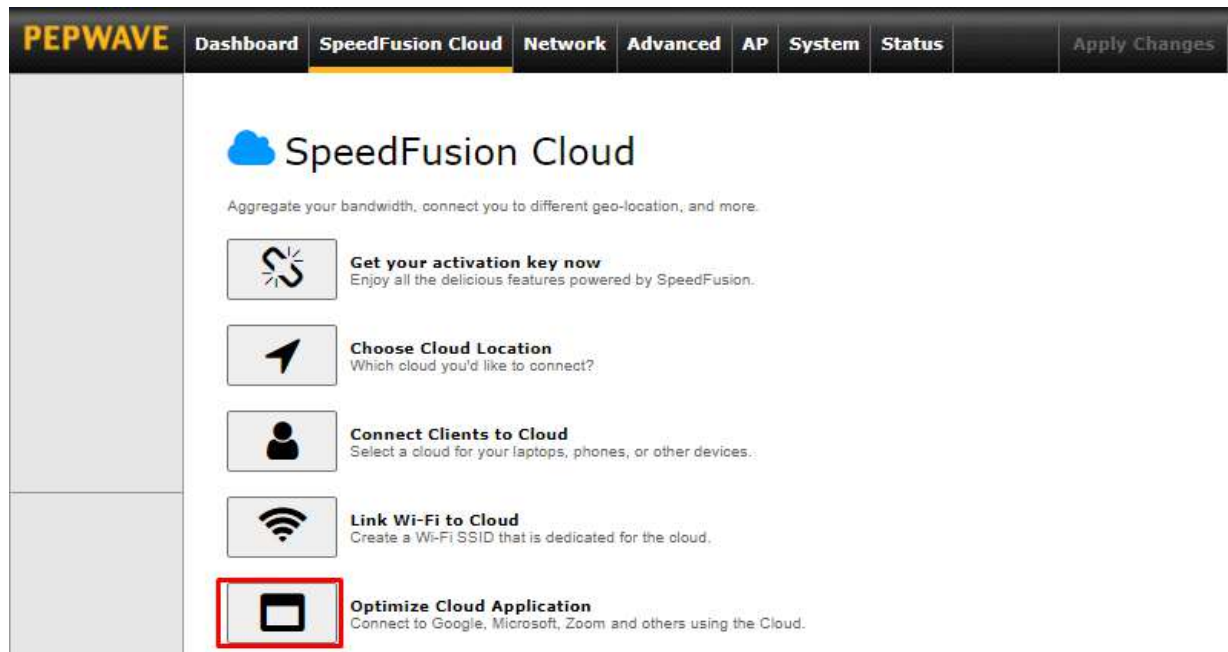 PEPWAVE Dashboard SpeedFusion Cloud Network Advanced AP System Status Apply Changes
SpeedFusion Cloud
Aggregate your bandwidth, connect you to different geo-location, and more.
Get your activation key now
Enjoy all the delicious features powered by SpeedFusion.
Choose Cloud Location
Which cloud you'd like to connect?
Connect Clients to Cloud
Select a cloud for your laptops, phones, or other devices.
Link Wi-Fi to Cloud
Create a Wi-Fi SSID that is dedicated for the cloud.
Optimize Cloud Application
Connect to Google, Microsoft, Zoom and others using the Cloud.